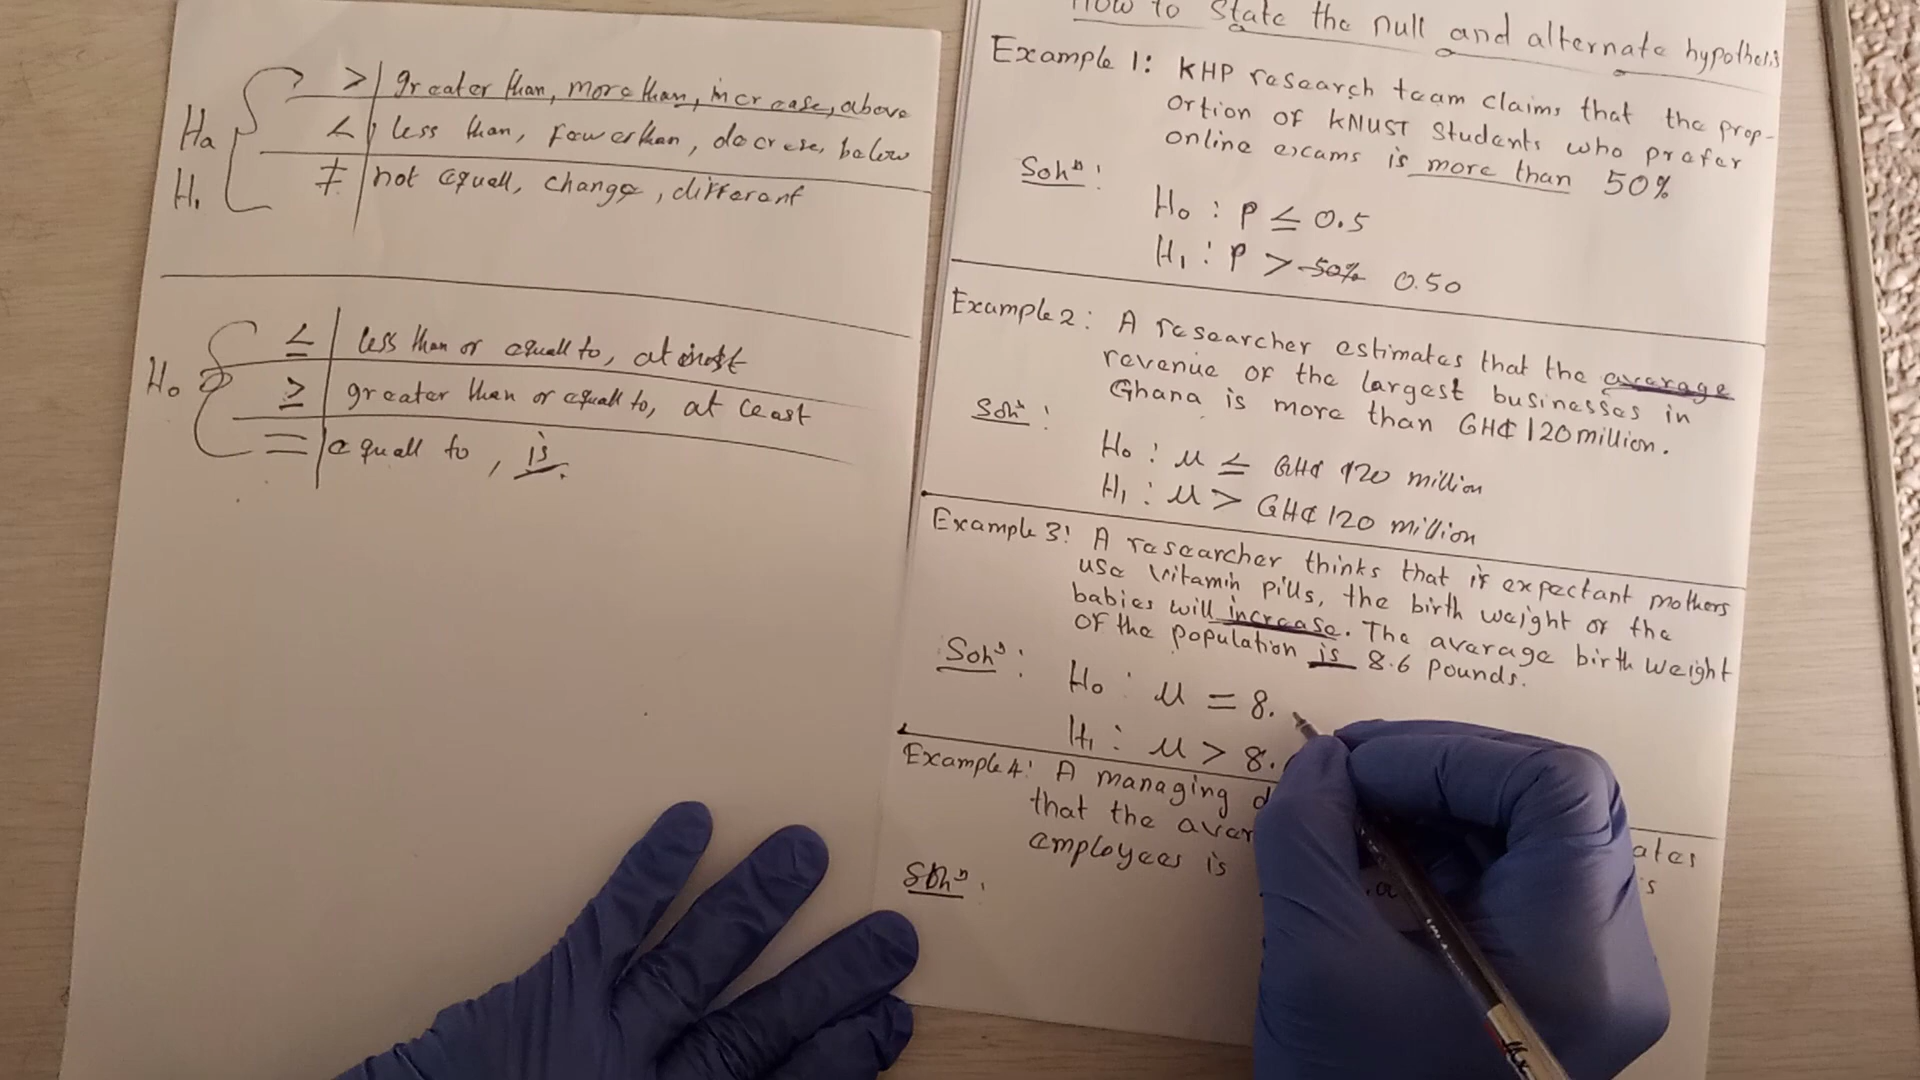 Ha
H₁
> greater than, more than, increase, above
< less than, fewer than, decrese, below
≠ not equall, change, different
Ho
≤ less than or equall to, at most
≥ greater than or equall to, at least
= equall to, is.
How to State the null and alternate hypothesis
Example 1: KHP research team claims that the prop-
ortion of KNUST Students who prefer
online exams is more than 50%
Solⁿ:
Ho : P ≤ 0.5
H₁ : P > 50% 0.50
Example 2: A researcher estimates that the average
revenue of the largest businesses in
Ghana is more than GH₵ 120 million.
Solⁿ:
Ho : μ ≤ GH₵ 120 million
H₁ : μ > GH₵ 120 million
Example 3: A researcher thinks that if expectant mothers
use vitamin pills, the birth weight of the
babies will increase. The average birth weight
of the population is 8.6 pounds.
Solⁿ:
Ho : μ = 8.
H₁ : μ > 8.
Example 4: A managing
that the
employees is
Solⁿ: